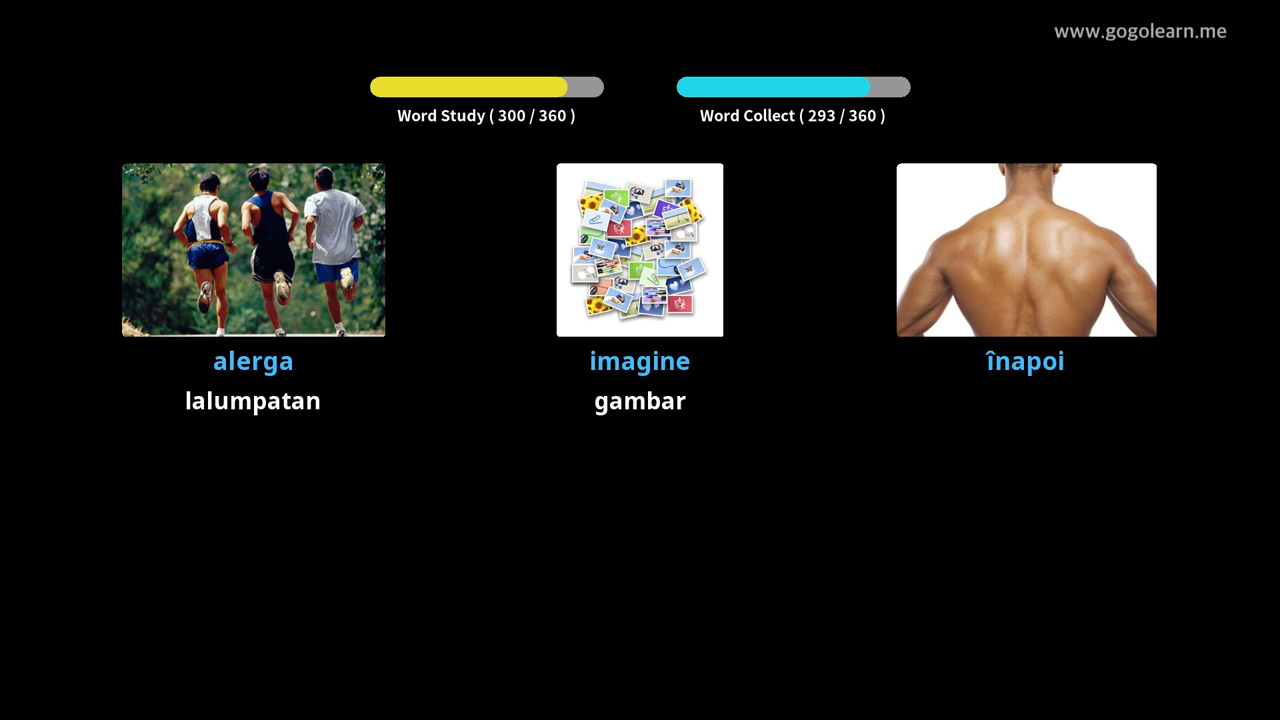 www.gogolearn.me
Word Study ( 300 / 360 )
Word Collect ( 293 / 360 )
alerga
lalumpatan
imagine
gambar
înapoi